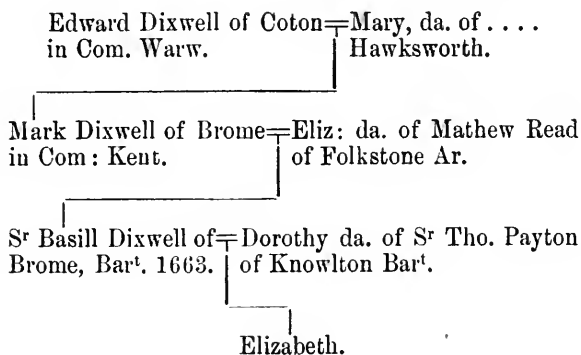 Edward Dixwell of Coton=Mary, da. of . . . .
in Com. Warw. Hawksworth.
Mark Dixwell of Brome=Eliz: da. of Mathew Read
in Com: Kent. of Folkstone Ar.
Sʳ Basill Dixwell of=Dorothy da. of Sʳ Tho. Payton
Brome, Barᵗ. 1663. of Knowlton Barᵗ.
Elizabeth.